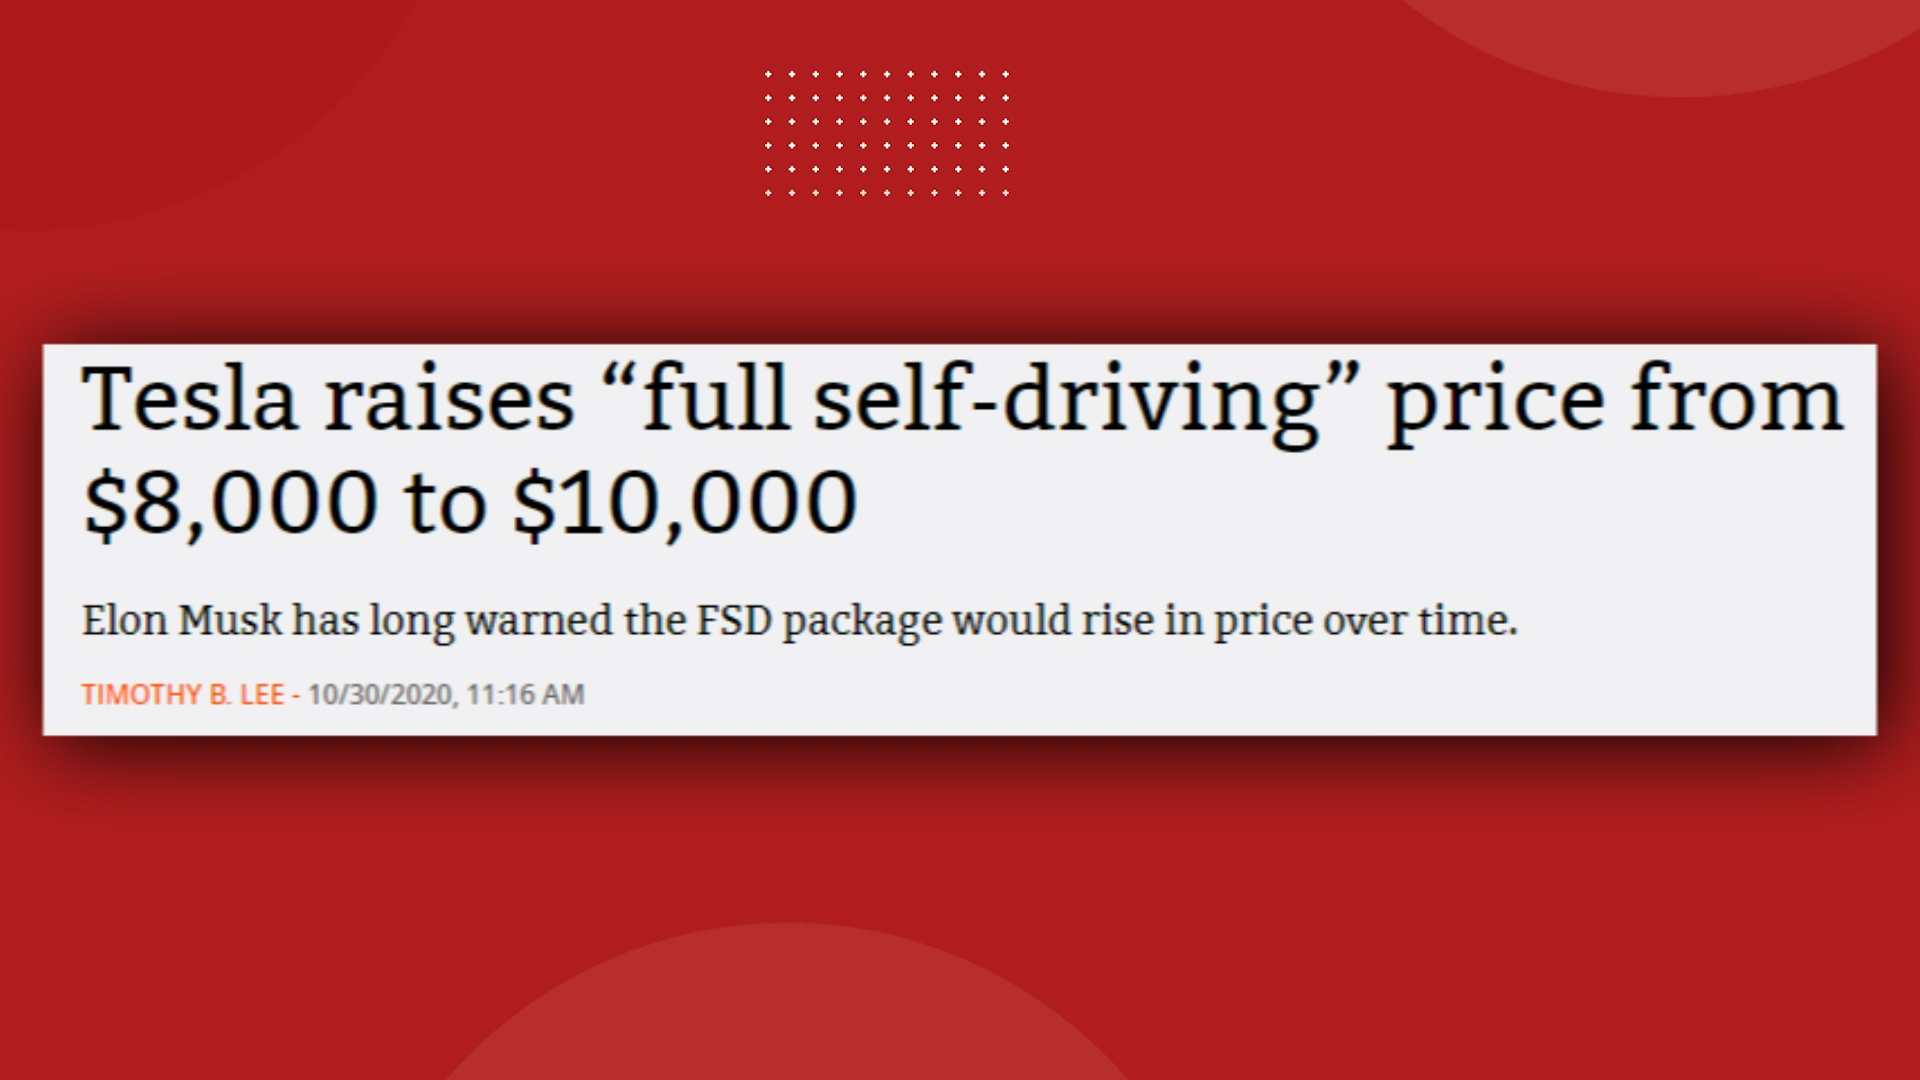 Tesla raises “full self-driving” price from
$8,000 to $10,000
Elon Musk has long warned the FSD package would rise in price over time.
TIMOTHY B. LEE - 10/30/2020, 11:16 AM